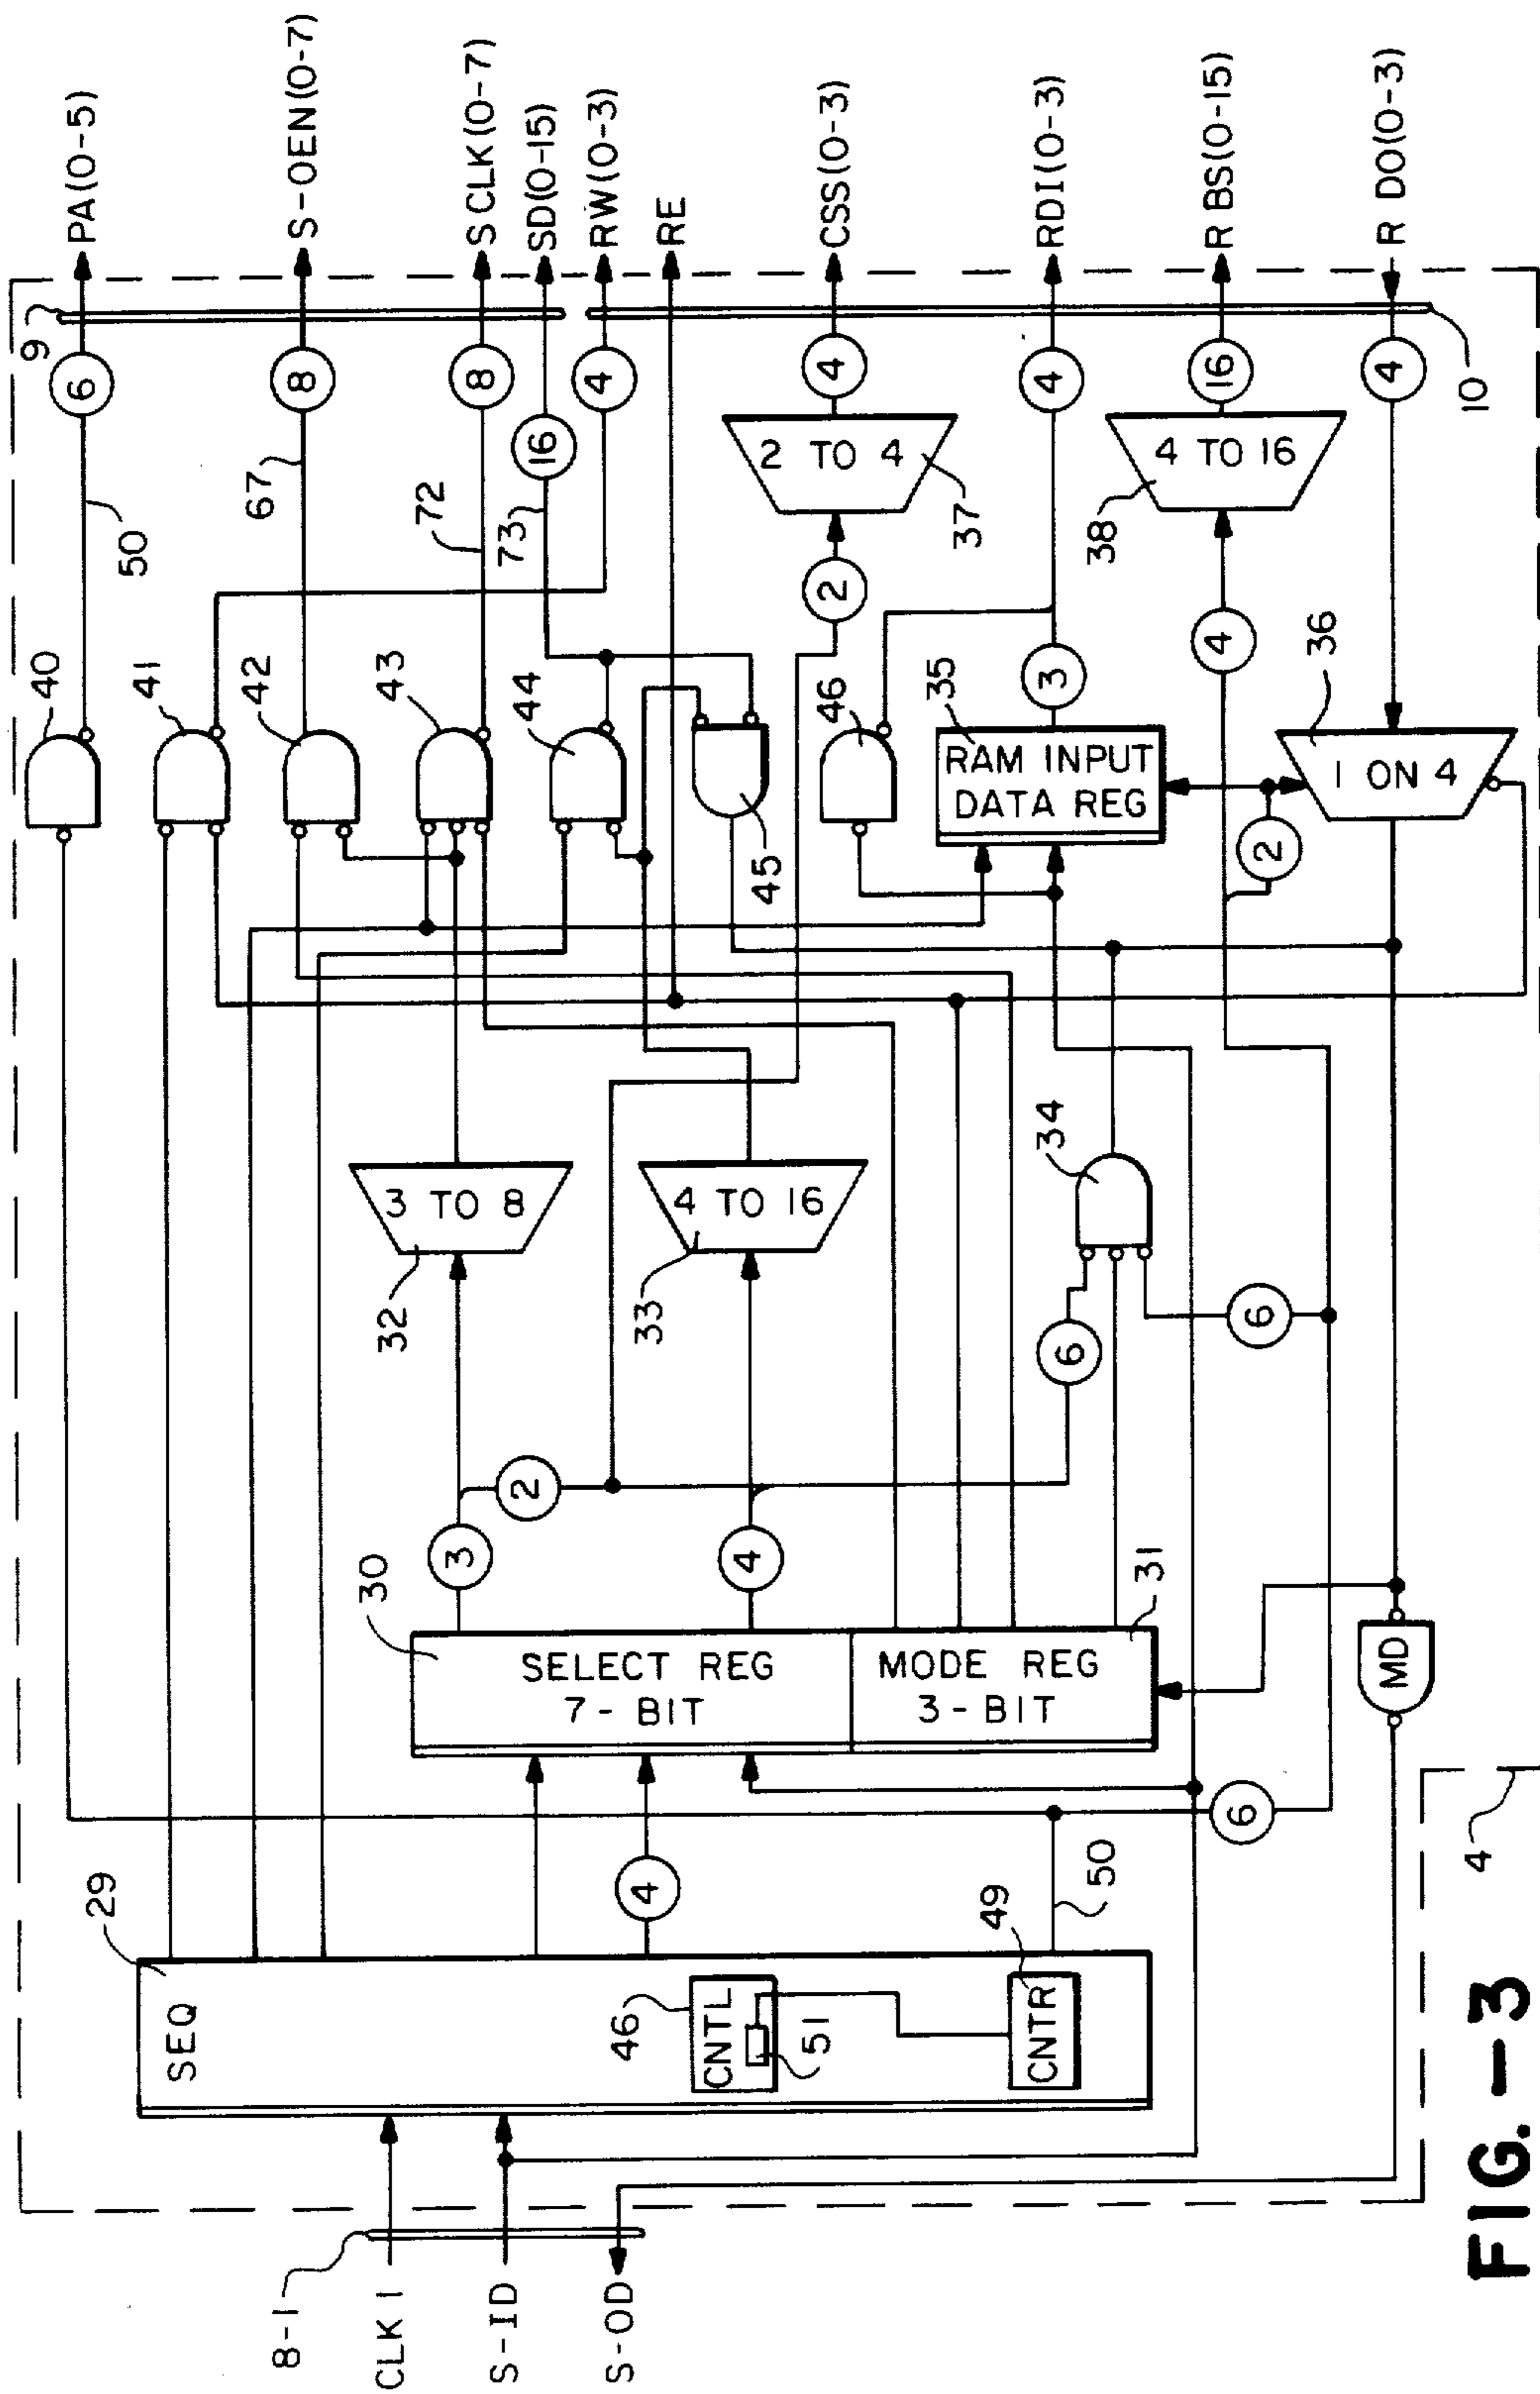 8-1
CLK 1
S-ID
S-OD
29
SEQ
46
CNTL
51
49
CNTR
50
4
6
30
SELECT REG
7-BIT
MODE REG
3-BIT
31
MD
3
2
4
32
3 TO 8
33
4 TO 16
6
34
6
40
41
42
43
44
45
46
35
RAM INPUT
DATA REG
36
1 ON 4
2
3
4
2
37
2 TO 4
38
4 TO 16
50
67
72
73
6
8
8
16
4
4
4
16
4
9
10
PA(0-5)
S-OEN(0-7)
S CLK(0-7)
SD(0-15)
RW(0-3)
RE
CSS(0-3)
RDI(0-3)
R BS(0-15)
R DO(0-3)
4
FIG.-3